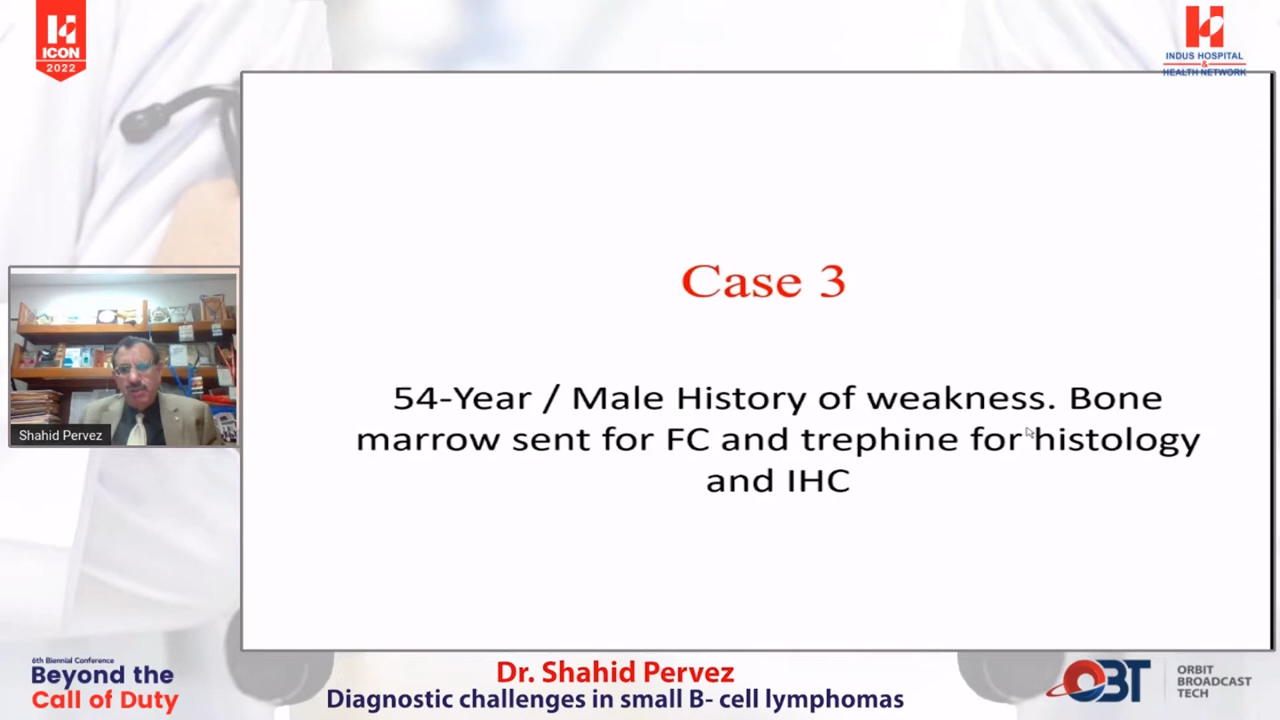 ICON
2022
INDUS HOSPITAL
&
HEALTH NETWORK
Case 3
54-Year / Male History of weakness. Bone
marrow sent for FC and trephine for histology
and IHC
Shahid Pervez
6th Biennial Conference
Beyond the
Call of Duty
Dr. Shahid Pervez
Diagnostic challenges in small B- cell lymphomas
OBT
ORBIT
BROADCAST
TECH